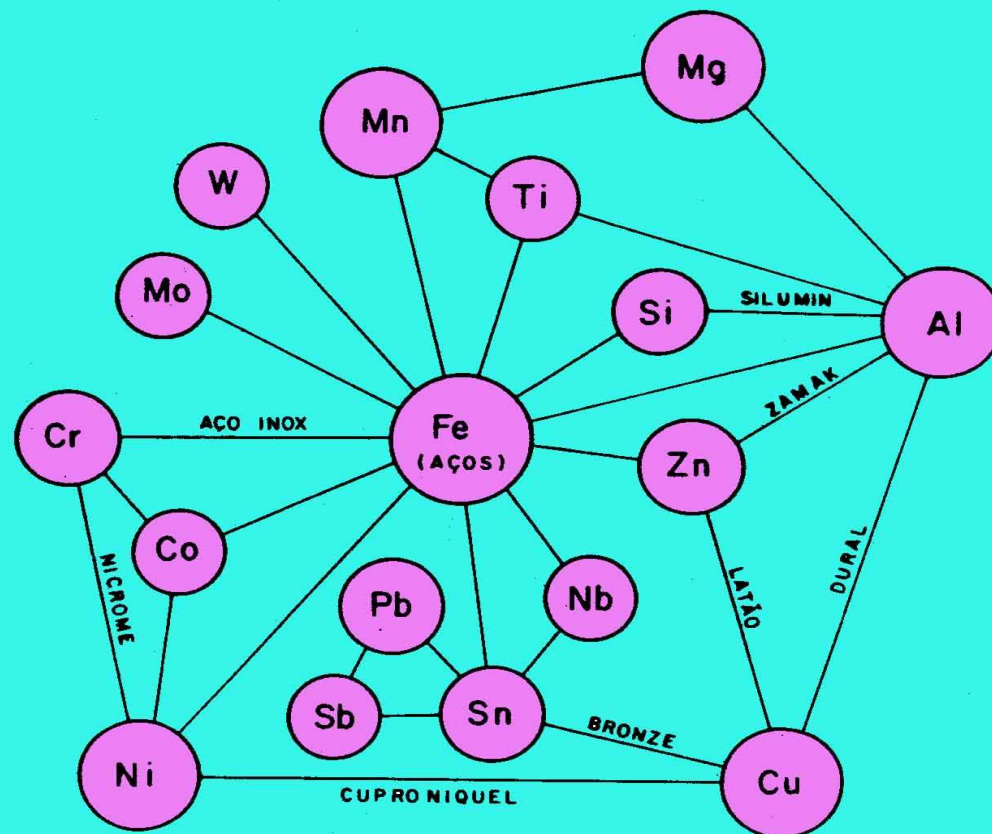 Mg
Mn
W
Ti
Mo
Si
SILUMIN
Al
ZAMAK
Cr
AÇO INOX
Fe
(AÇOS)
Zn
Co
NICROME
Pb
Nb
LATÃO
DURAL
Sb
Sn
BRONZE
Ni
CUPRONIQUEL
Cu